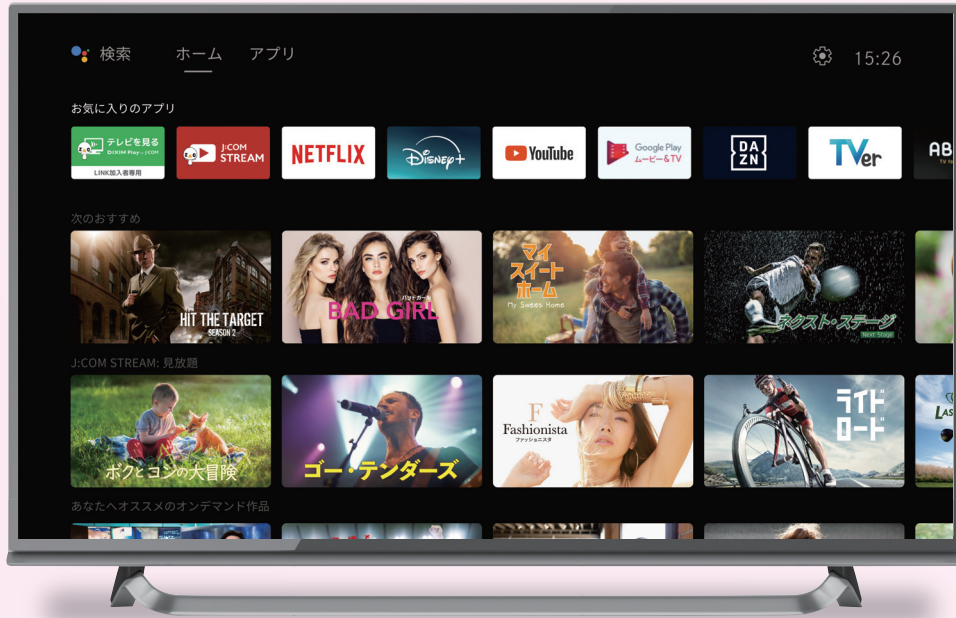 検索 ホーム アプリ 15:26
お気に入りのアプリ
テレビを見る
DiXiM Play for J:COM
LINK加入者専用
J:COM
STREAM
NETFLIX
Disney+
YouTube
Google Play
ムービー&TV
DA
ZN
TVer
AB
次のおすすめ
HIT THE TARGET
SEASON 2
バッドガール
BAD GIRL
マイ
スイート
ホーム
My Swees Home
ネクスト・ステージ
Next Stage
J:COM STREAM: 見放題
ボクとコンの大冒険
ゴー・テンダーズ
F
Fashionista
ファッショニスタ
ライド
ロード
LAS
あなたへオススメのオンデマンド作品